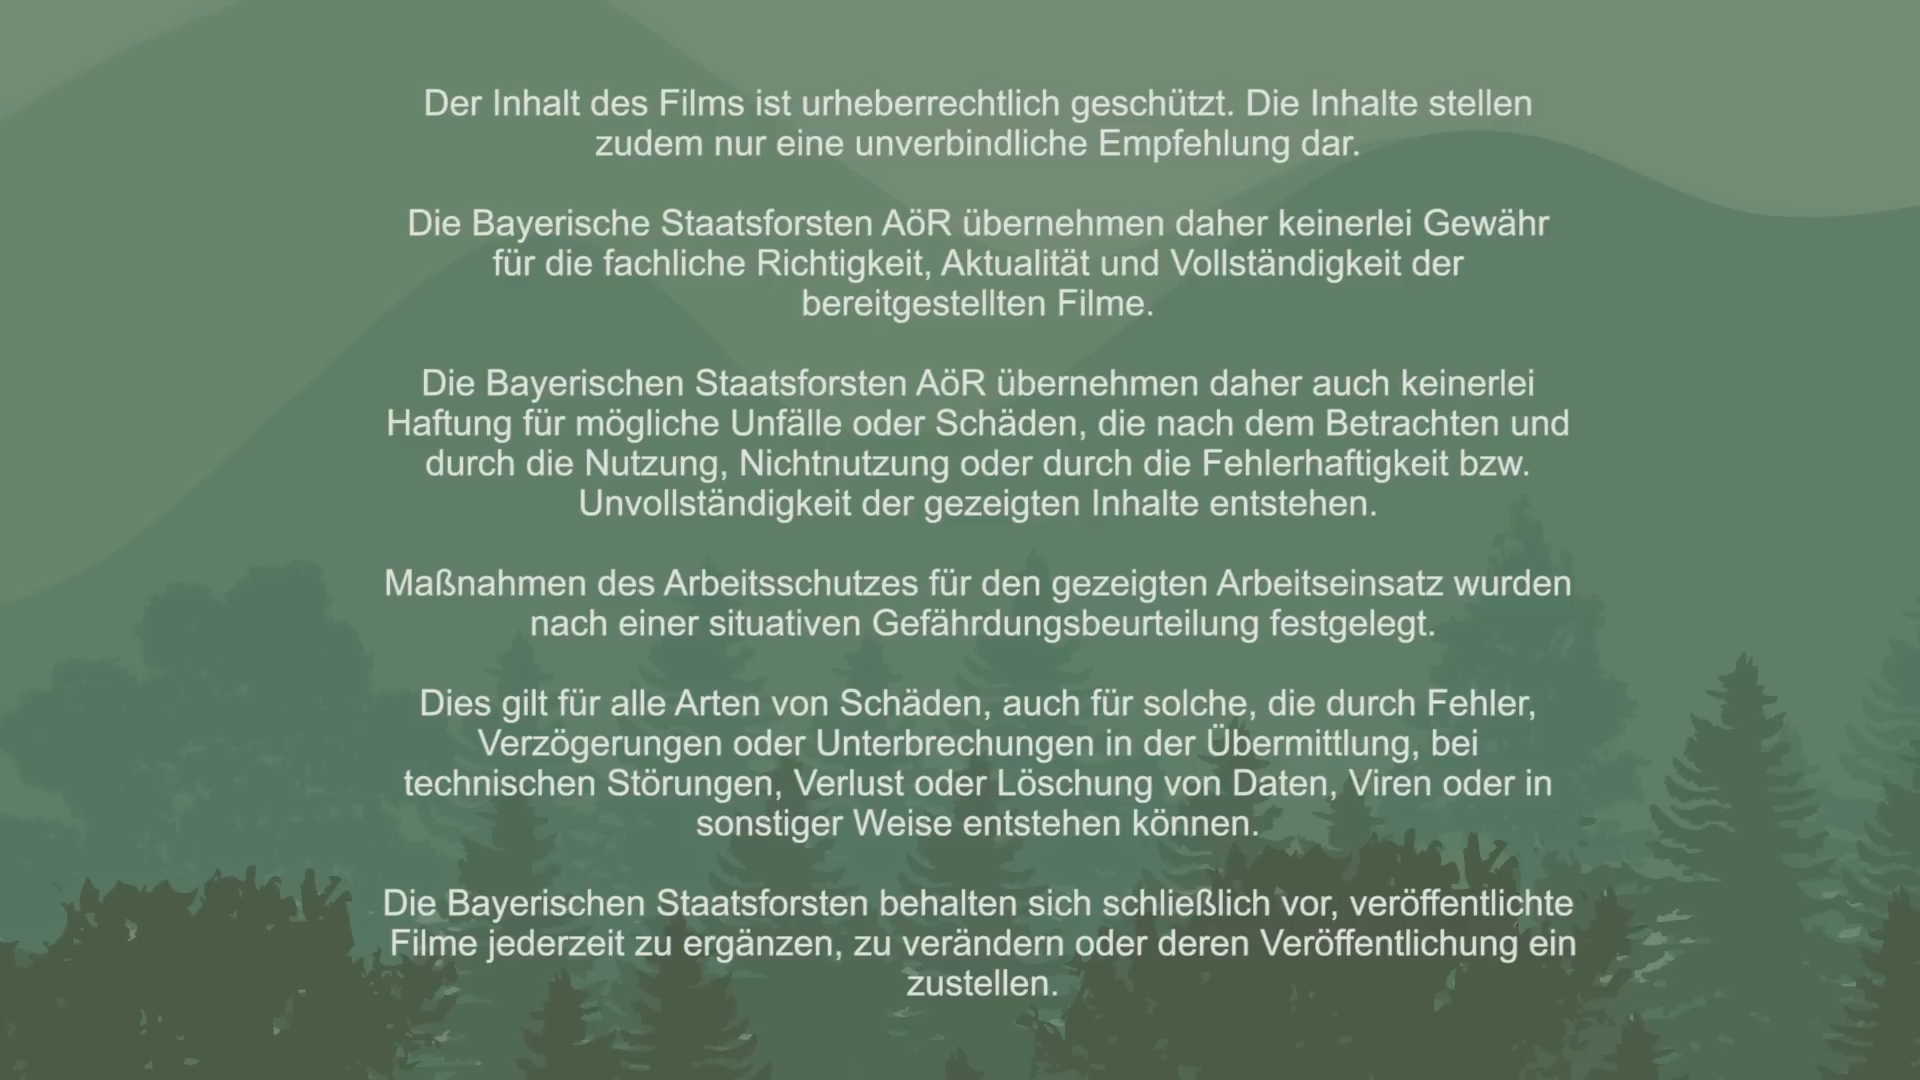 Der Inhalt des Films ist urheberrechtlich geschützt. Die Inhalte stellen
zudem nur eine unverbindliche Empfehlung dar.
Die Bayerische Staatsforsten AöR übernehmen daher keinerlei Gewähr
für die fachliche Richtigkeit, Aktualität und Vollständigkeit der
bereitgestellten Filme.
Die Bayerischen Staatsforsten AöR übernehmen daher auch keinerlei
Haftung für mögliche Unfälle oder Schäden, die nach dem Betrachten und
durch die Nutzung, Nichtnutzung oder durch die Fehlerhaftigkeit bzw.
Unvollständigkeit der gezeigten Inhalte entstehen.
Maßnahmen des Arbeitsschutzes für den gezeigten Arbeitseinsatz wurden
nach einer situativen Gefährdungsbeurteilung festgelegt.
Dies gilt für alle Arten von Schäden, auch für solche, die durch Fehler,
Verzögerungen oder Unterbrechungen in der Übermittlung, bei
technischen Störungen, Verlust oder Löschung von Daten, Viren oder in
sonstiger Weise entstehen können.
Die Bayerischen Staatsforsten behalten sich schließlich vor, veröffentlichte
Filme jederzeit zu ergänzen, zu verändern oder deren Veröffentlichung ein
zustellen.